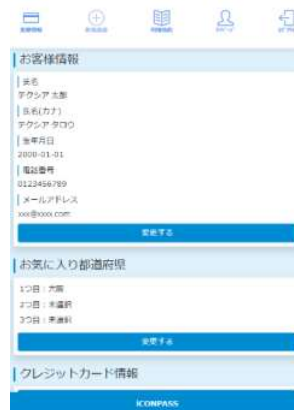 お客様情報
氏名
テクシア 太郎
氏名(カナ)
テクシア タロウ
生年月日
2000-01-01
電話番号
0123456789
メールアドレス
xxx@xxxx.com
変更する
お気に入り都道府県
1つ目：大阪
2つ目：未選択
3つ目：未選択
変更する
クレジットカード情報
iCONPASS